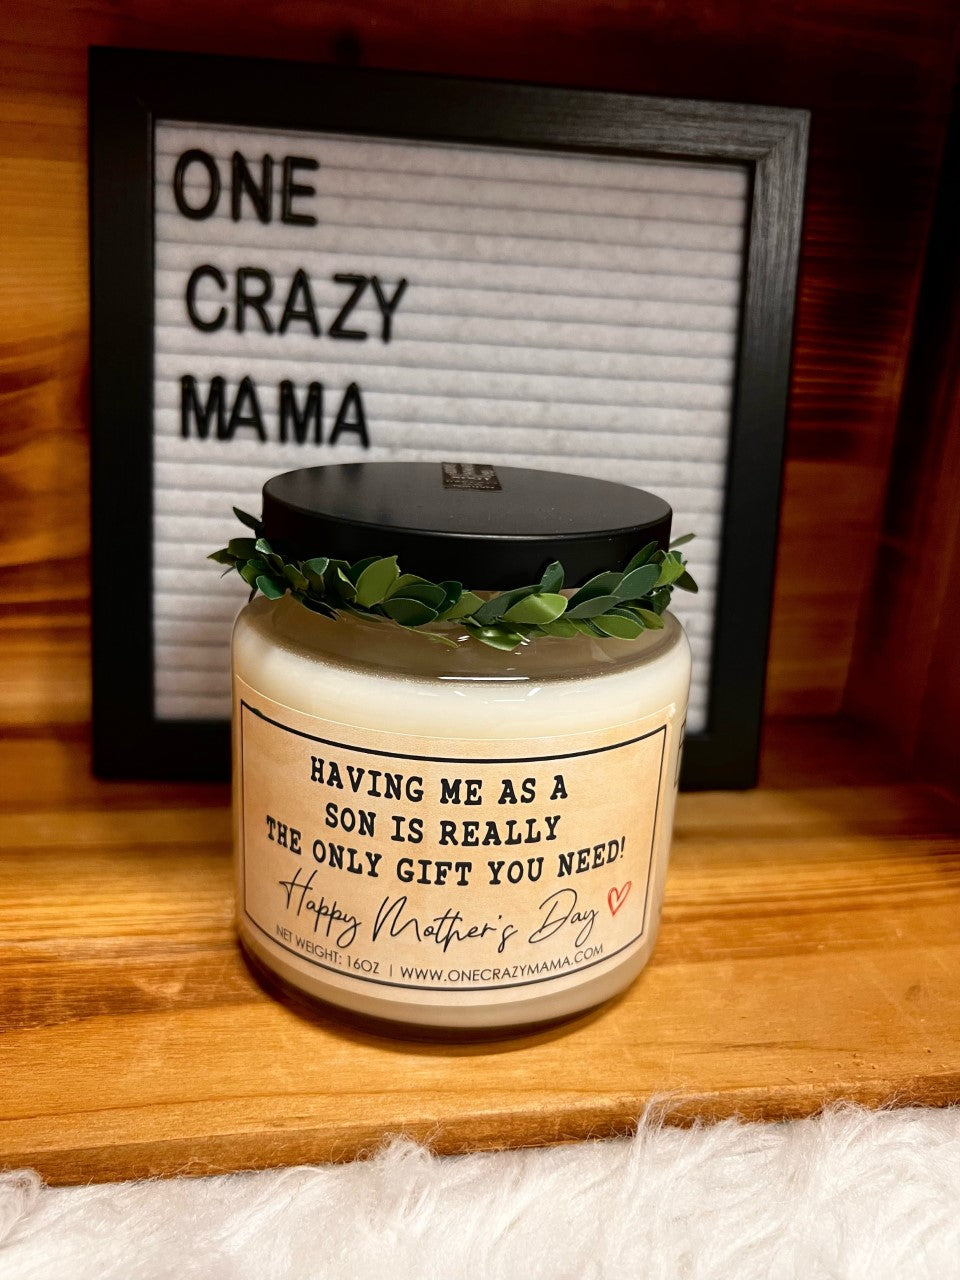 ONE
CRAZY
MAMA
HAVING ME AS A
SON IS REALLY
THE ONLY GIFT YOU NEED!
Happy Mother's Day
NET WEIGHT: 16OZ | WWW.ONECRAZYMAMA.COM